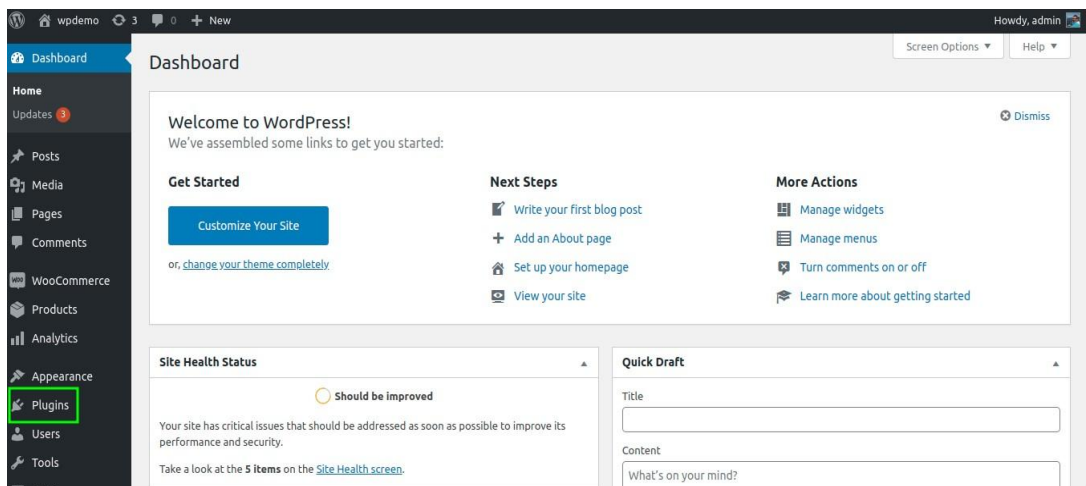 wpdemo 3 0 + New Howdy, admin
Dashboard
Home
Updates 3
Posts
Media
Pages
Comments
WooCommerce
Products
Analytics
Appearance
Plugins
Users
Tools
Screen Options ▼ Help ▼
Dashboard
Welcome to WordPress!
We've assembled some links to get you started:
Dismiss
Get Started
Customize Your Site
or, change your theme completely
Next Steps
Write your first blog post
Add an About page
Set up your homepage
View your site
More Actions
Manage widgets
Manage menus
Turn comments on or off
Learn more about getting started
Site Health Status
Should be improved
Your site has critical issues that should be addressed as soon as possible to improve its
performance and security.
Take a look at the 5 items on the Site Health screen.
Quick Draft
Title
Content
What's on your mind?